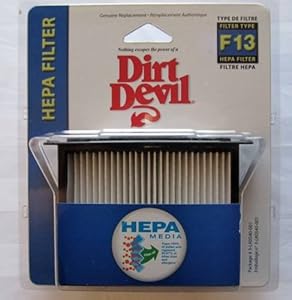 Genuine Replacement - Remplacement Authentique
TYPE DE FILTRE
FILTER TYPE
F13
HEPA FILTER
FILTRE HEPA
Nothing escapes the power of a
Dirt
Devil
HEPA FILTER
HEPA
MEDIA